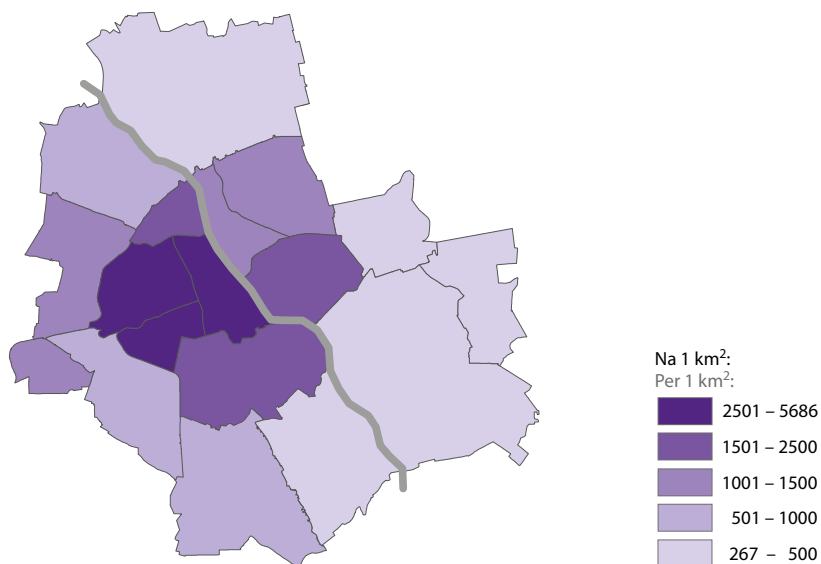 Na 1 km²:
Per 1 km²:
2501 – 5686
1501 – 2500
1001 – 1500
501 – 1000
267 – 500